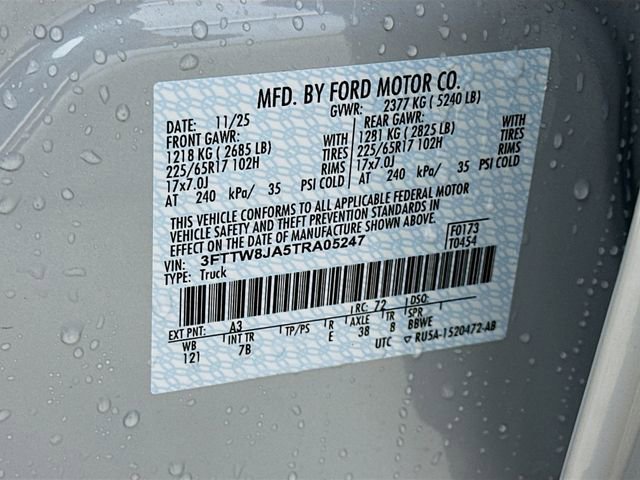 MFD. BY FORD MOTOR CO.
DATE: 11/25 GVWR: 2377 KG ( 5240 LB)
FRONT GAWR: REAR GAWR:
1218 KG ( 2685 LB) WITH 1281 KG ( 2825 LB) WITH
225/65R17 102H TIRES 225/65R17 102H TIRES
17x7.0J RIMS 17x7.0J RIMS
AT 240 kPa/ 35 PSI COLD AT 240 kPa/ 35 PSI COLD
THIS VEHICLE CONFORMS TO ALL APPLICABLE FEDERAL MOTOR
VEHICLE SAFETY AND THEFT PREVENTION STANDARDS IN
EFFECT ON THE DATE OF MANUFACTURE SHOWN ABOVE.
VIN: 3FTTW8JA5TRA05247 F0173
TYPE: Truck T0454
EXT PNT: A3 RC: 72 DSO:
WB INT TR TP/PS R AXLE TR SPR
121 7B E 38 8 BBWE
UTC RU5A-1520472-AB